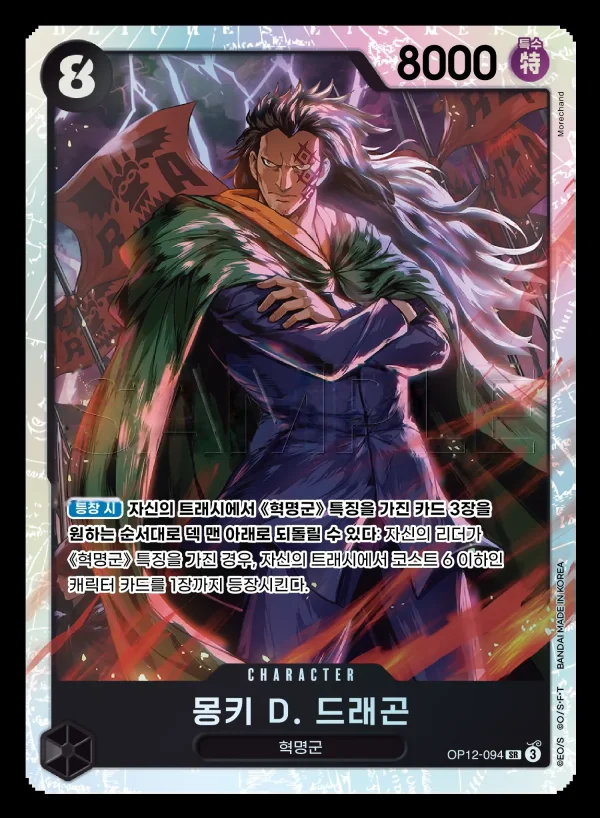 8
8000
특수
特
Morechand
R
A
SAMPLE
등장 시 자신의 트래시에서 《혁명군》 특징을 가진 카드 3장을
원하는 순서대로 덱 맨 아래로 되돌릴 수 있다: 자신의 리더가
《혁명군》 특징을 가진 경우, 자신의 트래시에서 코스트 6 이하인
캐릭터 카드를 1장까지 등장시킨다.
©EO/S ©O/S·F·T BANDAI MADE IN KOREA
CHARACTER
몽키 D. 드래곤
혁명군
OP12-094 SR 3